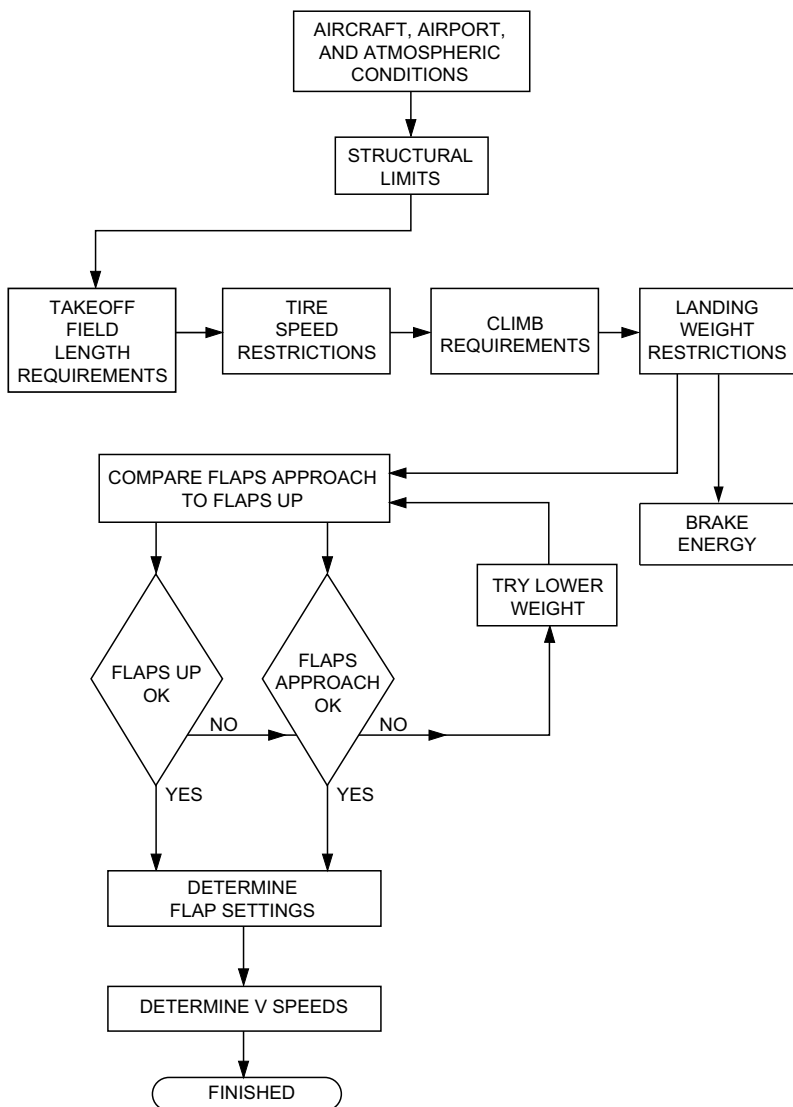 AIRCRAFT, AIRPORT,
AND ATMOSPHERIC
CONDITIONS
STRUCTURAL
LIMITS
TAKEOFF
FIELD
LENGTH
REQUIREMENTS
TIRE
SPEED
RESTRICTIONS
CLIMB
REQUIREMENTS
LANDING
WEIGHT
RESTRICTIONS
COMPARE FLAPS APPROACH
TO FLAPS UP
BRAKE
ENERGY
TRY LOWER
WEIGHT
FLAPS UP
OK
NO
FLAPS
APPROACH
OK
NO
YES
YES
DETERMINE
FLAP SETTINGS
DETERMINE V SPEEDS
FINISHED